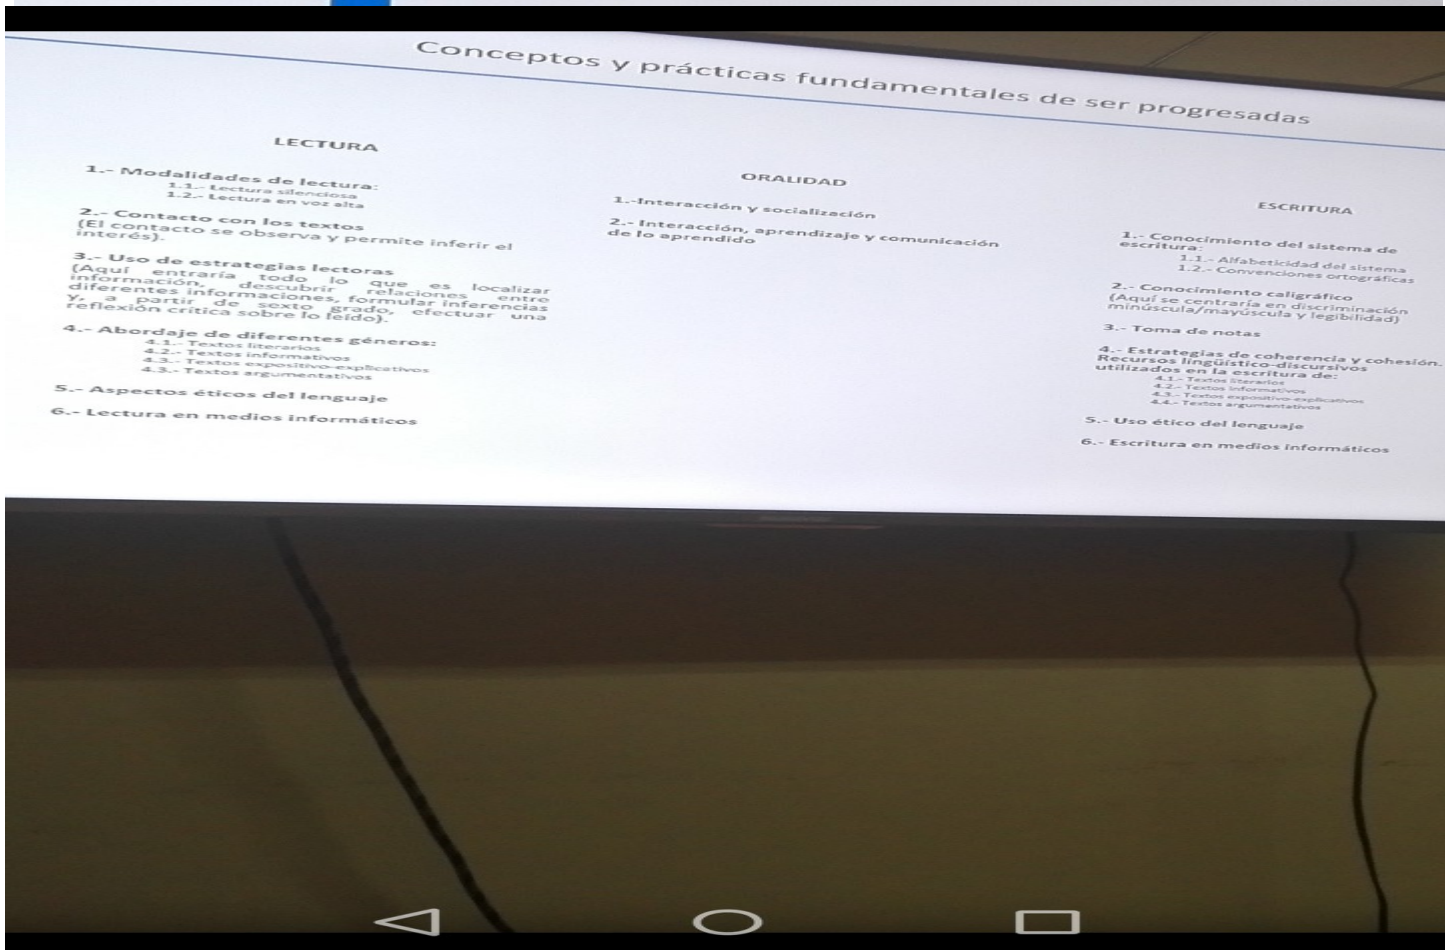 Conceptos y prácticas fundamentales de ser progresadas
LECTURA
1.- Modalidades de lectura:
1.1.- Lectura silenciosa
1.2.- Lectura en voz alta
2.- Contacto con los textos
(El contacto se observa y permite inferir el
interés).
3.- Uso de estrategias lectoras
(Aquí entraría todo lo que es localizar
información, descubrir relaciones entre
diferentes informaciones, formular inferencias
y, a partir de sexto grado, efectuar una
reflexión crítica sobre lo leído).
4.- Abordaje de diferentes géneros:
4.1.- Textos literarios
4.2.- Textos informativos
4.3.- Textos expositivo-explicativos
4.3.- Textos argumentativos
5.- Aspectos éticos del lenguaje
6.- Lectura en medios informáticos
ORALIDAD
1.-Interacción y socialización
2.- Interacción, aprendizaje y comunicación
de lo aprendido
ESCRITURA
1.- Conocimiento del sistema de
escritura:
1.1.- Alfabeticidad del sistema
1.2.- Convenciones ortográficas
2.- Conocimiento caligráfico
(Aquí se centraría en discriminación
minúscula/mayúscula y legibilidad)
3.- Toma de notas
4.- Estrategias de coherencia y cohesión.
Recursos lingüístico-discursivos
utilizados en la escritura de:
4.1.- Textos literarios
4.2.- Textos informativos
4.3.- Textos expositivo-explicativos
4.4.- Textos argumentativos
5.- Uso ético del lenguaje
6.- Escritura en medios informáticos